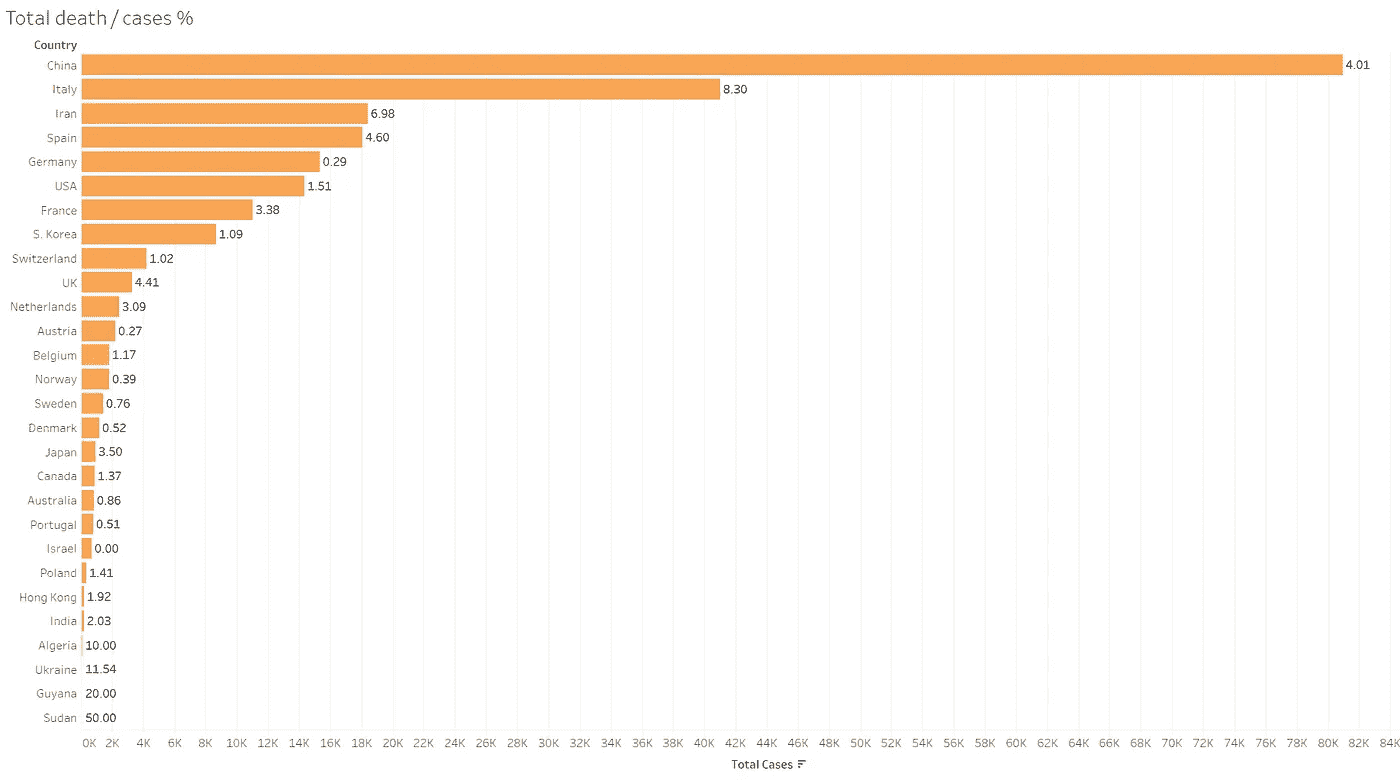 Total death / cases %
Country
China 4.01
Italy 8.30
Iran 6.98
Spain 4.60
Germany 0.29
USA 1.51
France 3.38
S. Korea 1.09
Switzerland 1.02
UK 4.41
Netherlands 3.09
Austria 0.27
Belgium 1.17
Norway 0.39
Sweden 0.76
Denmark 0.52
Japan 3.50
Canada 1.37
Australia 0.86
Portugal 0.51
Israel 0.00
Poland 1.41
Hong Kong 1.92
India 2.03
Algeria 10.00
Ukraine 11.54
Guyana 20.00
Sudan 50.00
0K 2K 4K 6K 8K 10K 12K 14K 16K 18K 20K 22K 24K 26K 28K 30K 32K 34K 36K 38K 40K 42K 44K 46K 48K 50K 52K 54K 56K 58K 60K 62K 64K 66K 68K 70K 72K 74K 76K 78K 80K 82K 84K
Total Cases